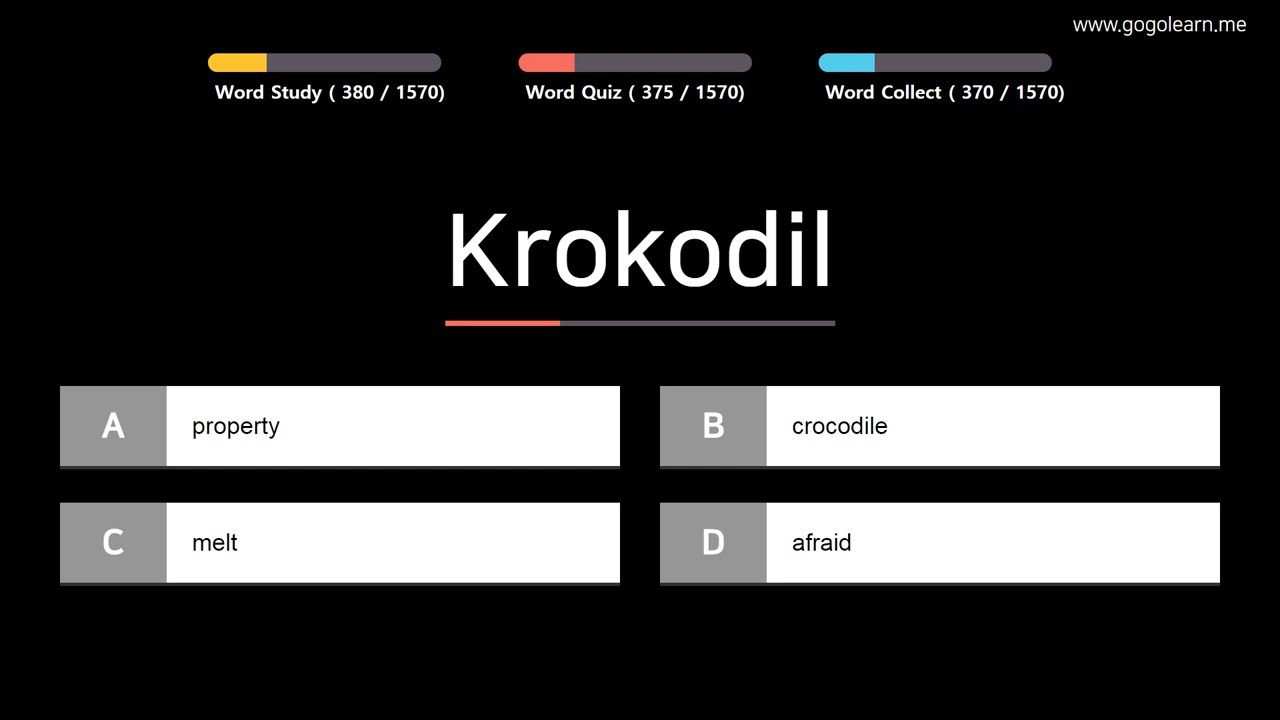 www.gogolearn.me
Word Study ( 380 / 1570)
Word Quiz ( 375 / 1570)
Word Collect ( 370 / 1570)
Krokodil
A property
B crocodile
C melt
D afraid